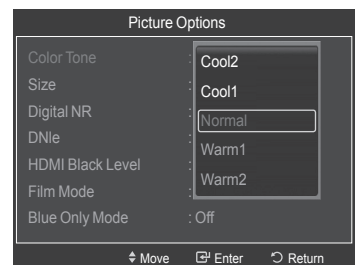 Picture Options
Color Tone :
Cool2
Size :
Cool1
Digital NR :
Normal
DNIe :
Warm1
HDMI Black Level :
Warm2
Film Mode :
Blue Only Mode : Off
Move Enter Return